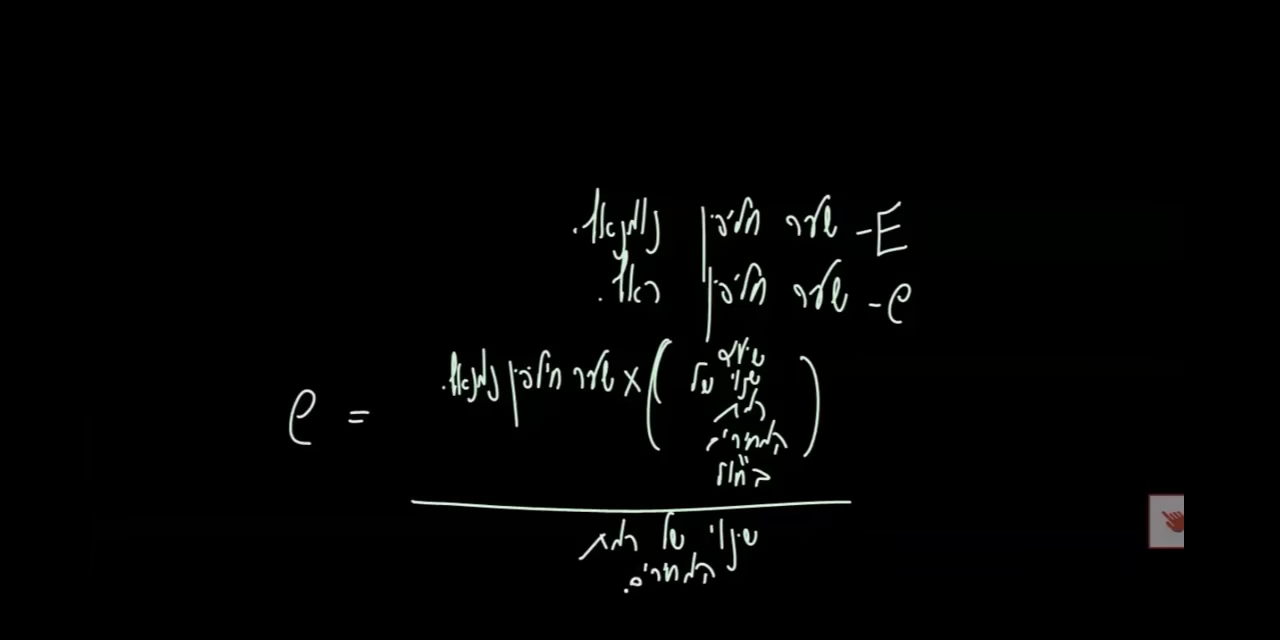 E - שער חליפין נומינאלי.
e - שער חליפין ריאלי.
e = שער חליפין נומינאלי X ( שינוי של רמת המחירים בחו"ל )
שינוי של רמת המחירים.